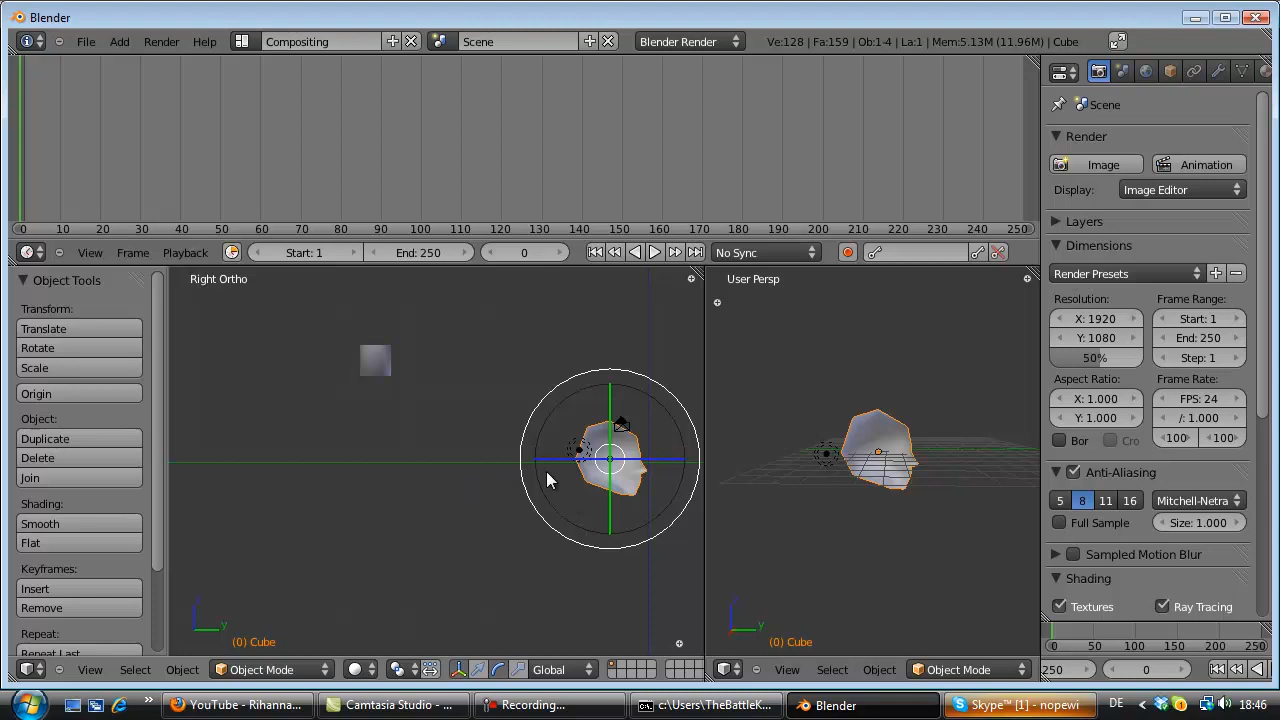 Blender
File Add Render Help Compositing Scene Blender Render Ve:128 | Fa:159 | Ob:1-4 | La:1 | Mem:5.13M (11.96M) | Cube
Scene
Render
Image Animation
Display: Image Editor
Layers
0 10 20 30 40 50 60 70 80 90 100 110 120 130 140 150 160 170 180 190 200 210 220 230 240 250
View Frame Playback Start: 1 End: 250 0 No Sync
Dimensions
Render Presets
Resolution: Frame Range:
X: 1920 Start: 1
Y: 1080 End: 250
50% Step: 1
Aspect Ratio: Frame Rate:
X: 1.000 FPS: 24
Y: 1.000 /: 1.000
Bor Cro 100 100
Anti-Aliasing
5 8 11 16 Mitchell-Netra
Full Sample Size: 1.000
Sampled Motion Blur
Shading
Textures Ray Tracing
0 50 100 150 200 250
250 0
Object Tools
Transform:
Translate
Rotate
Scale
Origin
Object:
Duplicate
Delete
Join
Shading:
Smooth
Flat
Keyframes:
Insert
Remove
Repeat:
Repeat Last
Right Ortho
z
y
(0) Cube
User Persp
z
y
(0) Cube
View Select Object Object Mode Global
View Select Object Object Mode
YouTube - Rihanna... Camtasia Studio - ... Recording... c:\Users\TheBattleK... Blender Skype™ [1] - nopewi DE 18:46